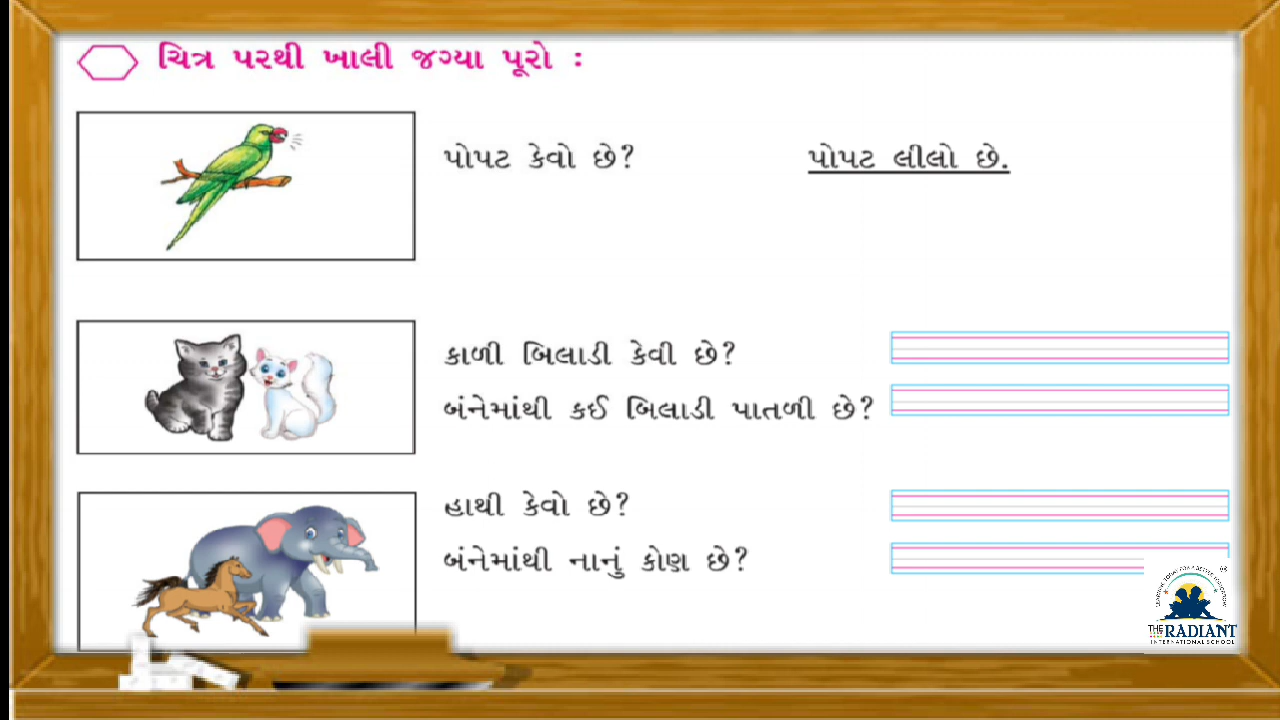 ચિત્ર પરથી ખાલી જગ્યા પૂરો :
પોપટ કેવો છે? પોપટ લીલો છે.
કાળી બિલાડી કેવી છે?
બંનેમાંથી કઈ બિલાડી પાતળી છે?
હાથી કેવો છે?
બંનેમાંથી નાનું કોણ છે?
THE RADIANT
INTERNATIONAL SCHOOL